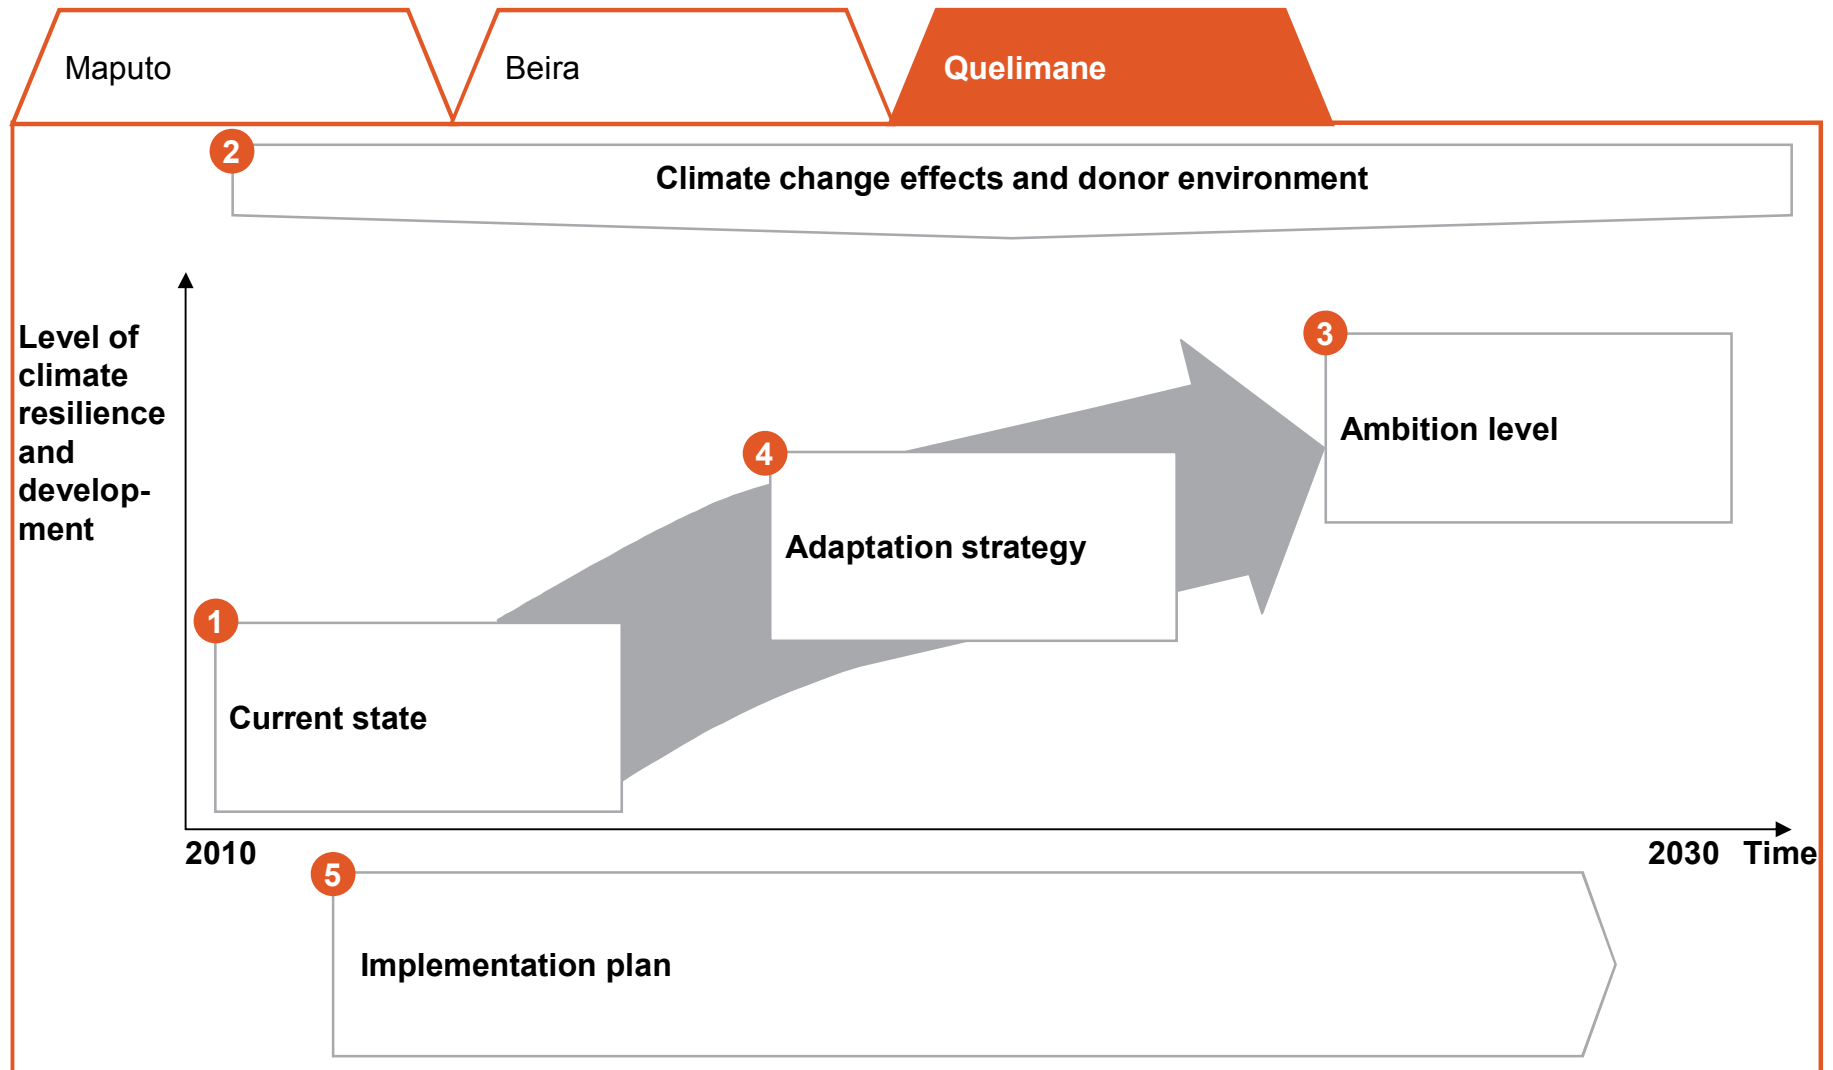 Maputo
Beira
Quelimane
2
Climate change effects and donor environment
Level of
climate
resilience
and
develop-
ment
3
Ambition level
4
Adaptation strategy
1
Current state
2010
2030 Time
5
Implementation plan